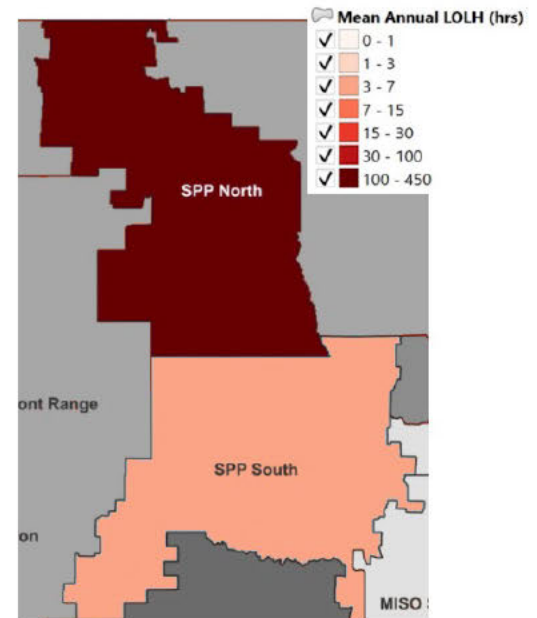 Mean Annual LOLH (hrs)
0 - 1
1 - 3
3 - 7
7 - 15
15 - 30
30 - 100
100 - 450
SPP North
ont Range
SPP South
on
MISO